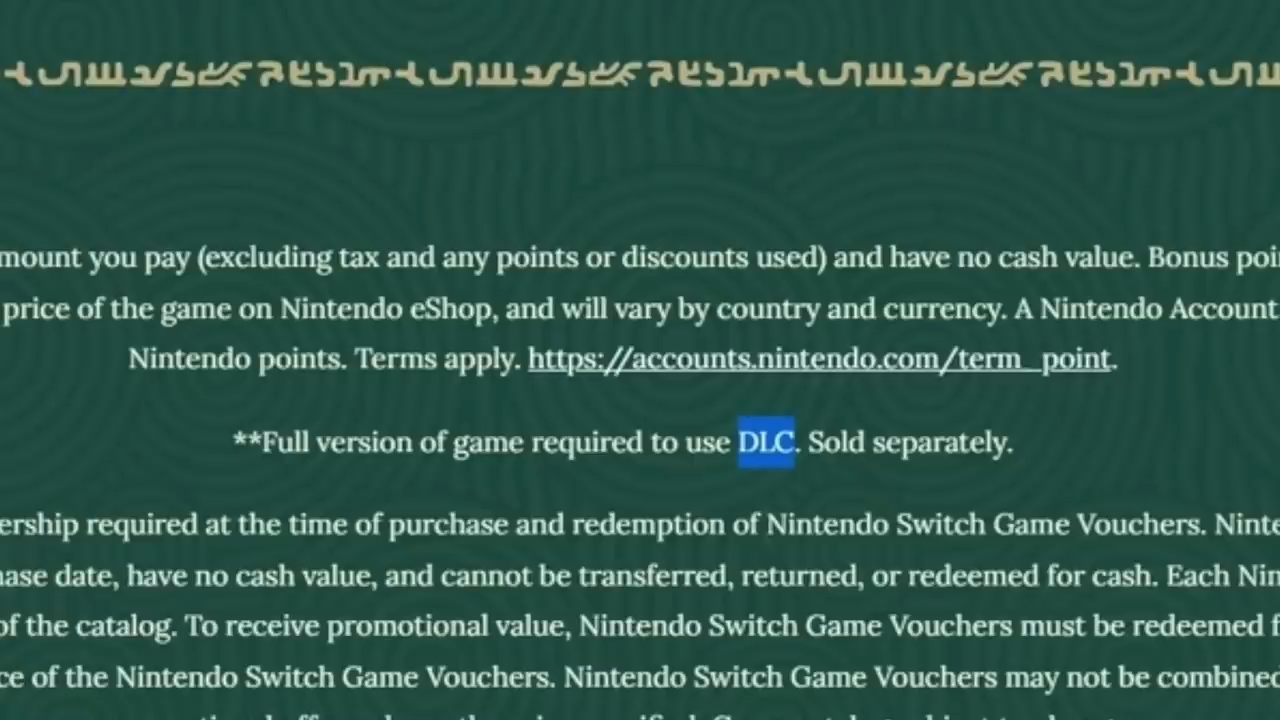 mount you pay (excluding tax and any points or discounts used) and have no cash value. Bonus poi
price of the game on Nintendo eShop, and will vary by country and currency. A Nintendo Account
Nintendo points. Terms apply. https://accounts.nintendo.com/term_point.
**Full version of game required to use DLC. Sold separately.
ership required at the time of purchase and redemption of Nintendo Switch Game Vouchers. Ninte
hase date, have no cash value, and cannot be transferred, returned, or redeemed for cash. Each Nin
of the catalog. To receive promotional value, Nintendo Switch Game Vouchers must be redeemed f
ce of the Nintendo Switch Game Vouchers. Nintendo Switch Game Vouchers may not be combined